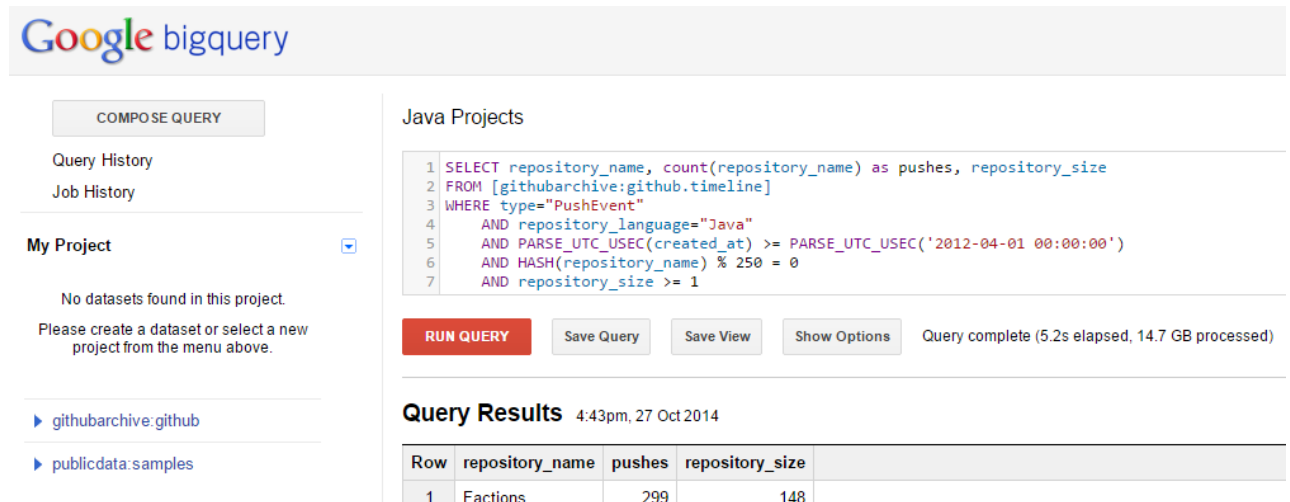 Google bigquery
COMPOSE QUERY
Query History
Job History
My Project
No datasets found in this project.
Please create a dataset or select a new
project from the menu above.
githubarchive:github
publicdata:samples
Java Projects
1 SELECT repository_name, count(repository_name) as pushes, repository_size
2 FROM [githubarchive:github.timeline]
3 WHERE type="PushEvent"
4 AND repository_language="Java"
5 AND PARSE_UTC_USEC(created_at) >= PARSE_UTC_USEC('2012-04-01 00:00:00')
6 AND HASH(repository_name) % 250 = 0
7 AND repository_size >= 1
RUN QUERY Save Query Save View Show Options Query complete (5.2s elapsed, 14.7 GB processed)
Query Results 4:43pm, 27 Oct 2014
Row repository_name pushes repository_size
1 Factions 299 148